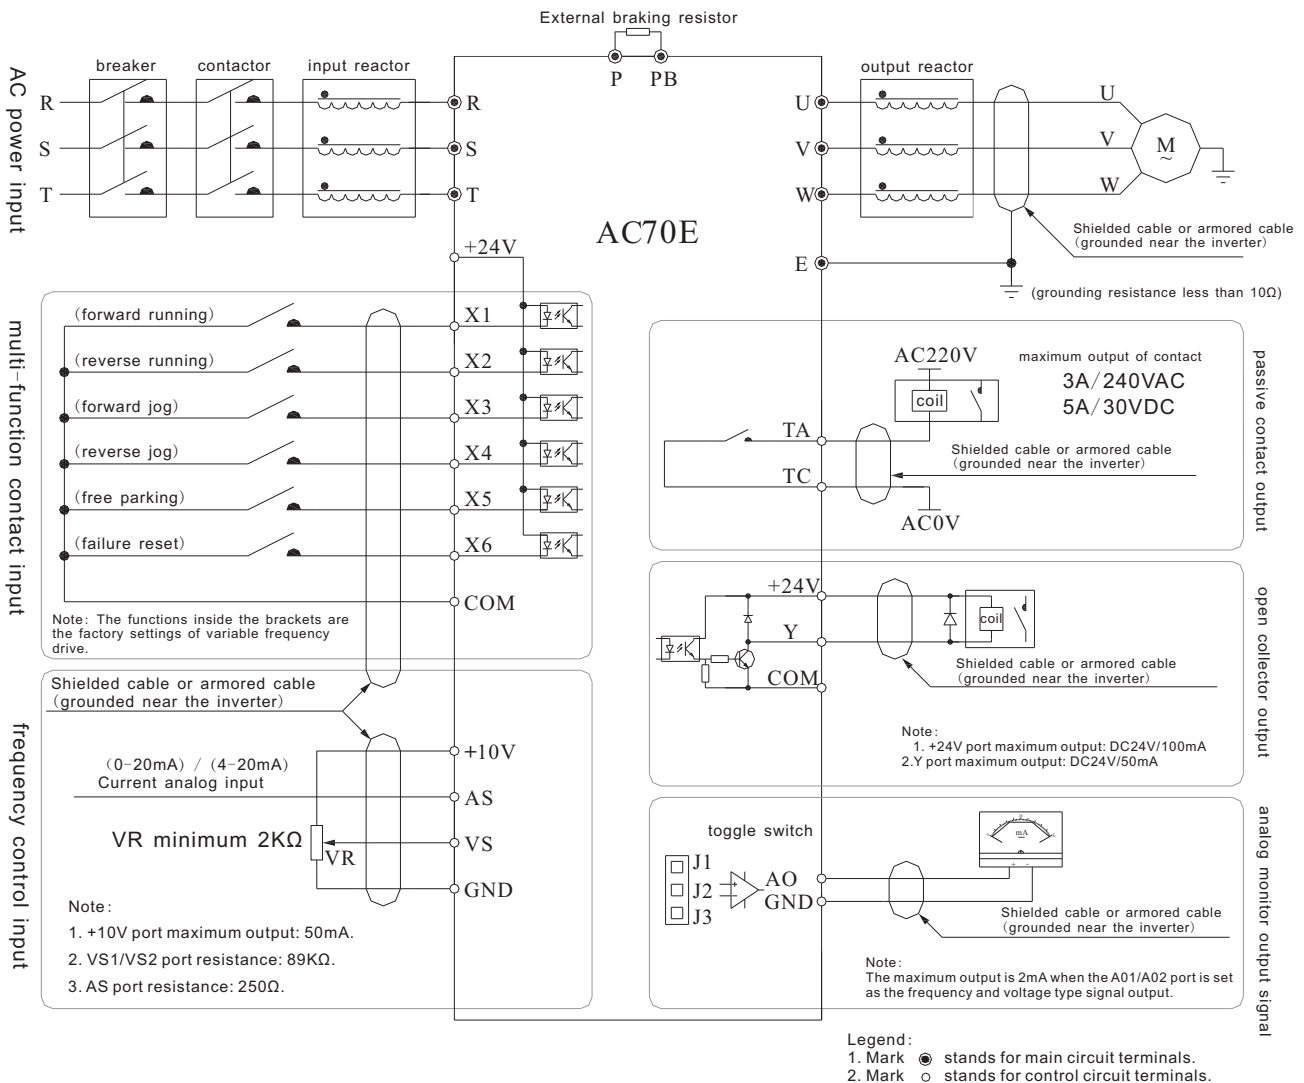 External braking resistor
P PB
AC power input
breaker contactor input reactor
R R
S S
T T
output reactor
U U
V V
W W
M
~
Shielded cable or armored cable
(grounded near the inverter)
E
(grounding resistance less than 10Ω)
AC70E
+24V
multi-function contact input
(forward running) X1
(reverse running) X2
(forward jog) X3
(reverse jog) X4
(free parking) X5
(failure reset) X6
COM
Note: The functions inside the brackets are
the factory settings of variable frequency
drive.
frequency control input
Shielded cable or armored cable
(grounded near the inverter)
+10V
(0-20mA) / (4-20mA)
Current analog input
AS
VR minimum 2KΩ
VR
VS
GND
Note:
1. +10V port maximum output: 50mA.
2. VS1/VS2 port resistance: 89KΩ.
3. AS port resistance: 250Ω.
passive contact output
AC220V
maximum output of contact
3A/240VAC
5A/30VDC
coil
TA
Shielded cable or armored cable
(grounded near the inverter)
TC
AC0V
open collector output
+24V
Y
coil
COM
Shielded cable or armored cable
(grounded near the inverter)
Note:
1. +24V port maximum output: DC24V/100mA
2.Y port maximum output: DC24V/50mA
analog monitor output signal
toggle switch
J1
J2
J3
+
-
AO
GND
mA
+ -
Shielded cable or armored cable
(grounded near the inverter)
Note:
The maximum output is 2mA when the A01/A02 port is set
as the frequency and voltage type signal output.
Legend:
1. Mark stands for main circuit terminals.
2. Mark stands for control circuit terminals.